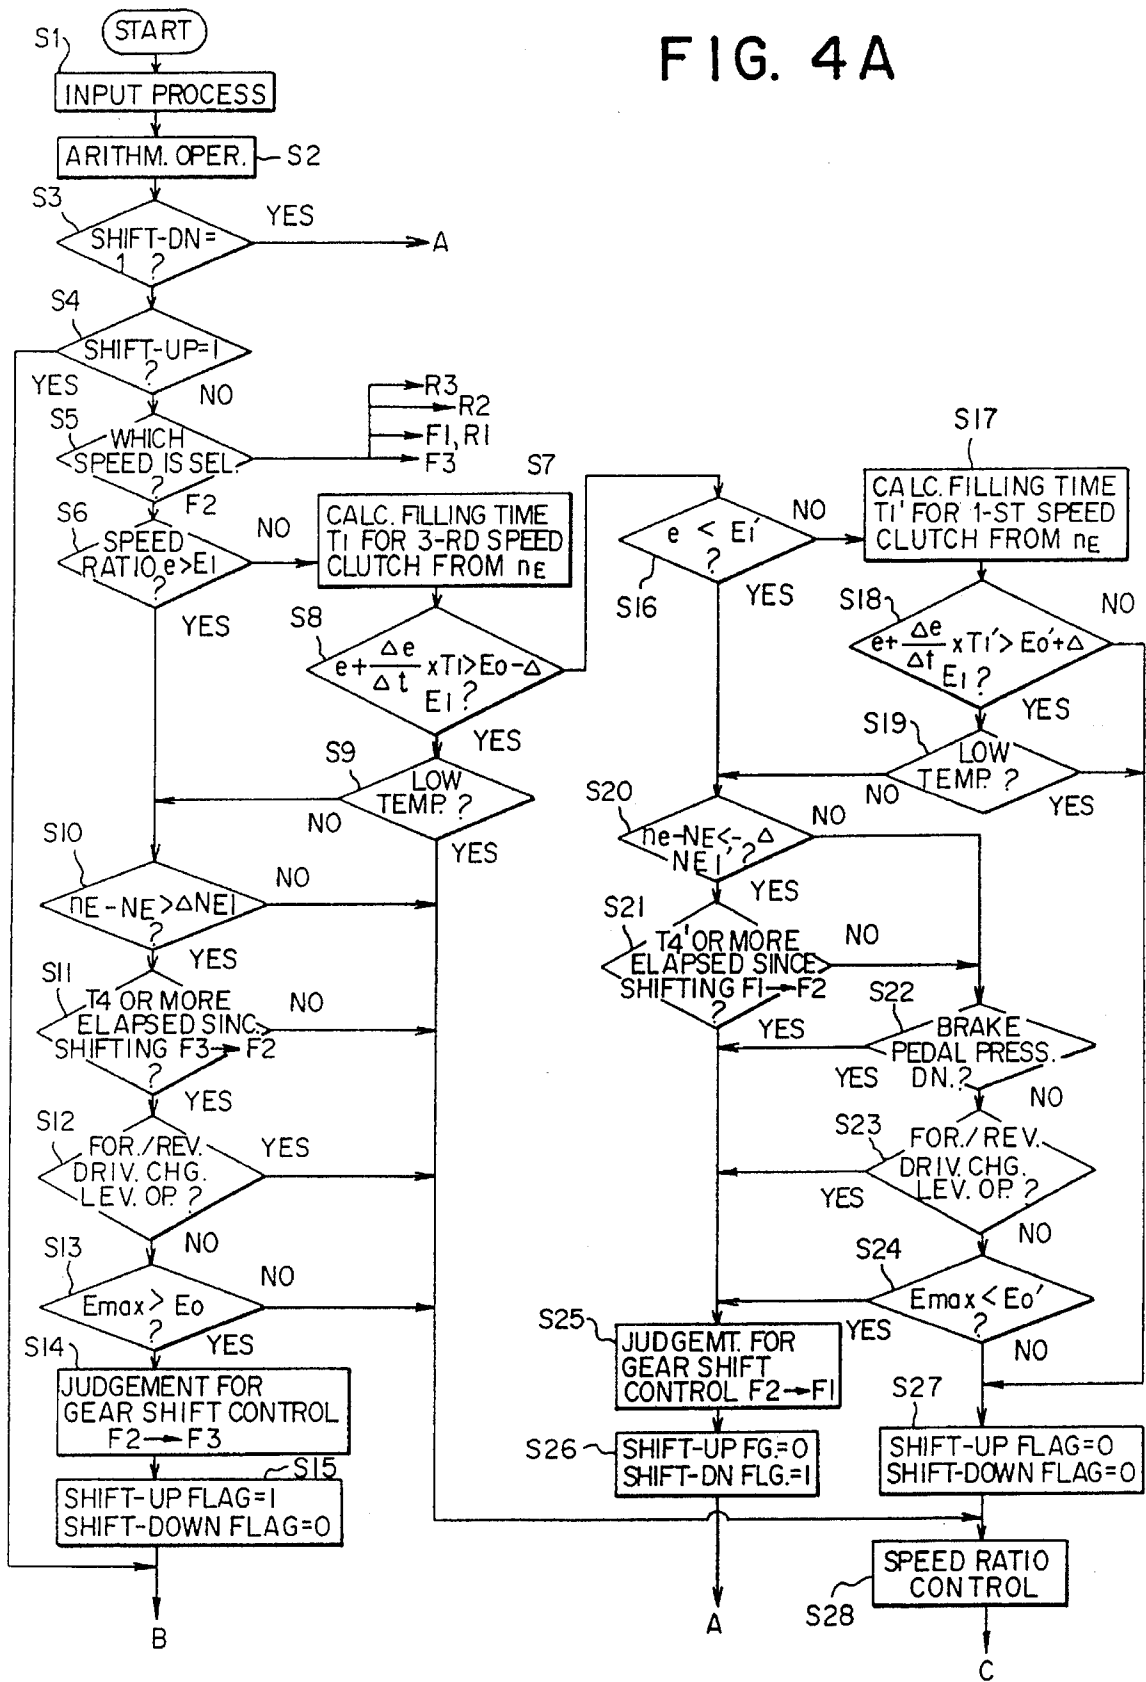 FIG. 4A
START
S1
INPUT PROCESS
ARITHM. OPER.
S2
S3
SHIFT-DN=
1 ?
YES
A
S4
SHIFT-UP=1
?
YES
NO
S5
WHICH
SPEED IS SEL.
?
R3
R2
F1, R1
F3
F2
S6
SPEED
RATIO e>E1
?
NO
YES
S7
CALC. FILLING TIME
T1 FOR 3-RD SPEED
CLUTCH FROM nE
S8
e+Δe/Δt xT1>Eo-Δ
E1 ?
YES
S9
LOW
TEMP. ?
NO
YES
S10
nE-NE>ΔNE1
?
NO
YES
S11
T4 OR MORE
ELAPSED SINC.
SHIFTING F3→F2
?
NO
YES
S12
FOR./REV.
DRIV. CHG.
LEV. OP. ?
YES
NO
S13
Emax> Eo
?
NO
YES
S14
JUDGEMENT FOR
GEAR SHIFT CONTROL
F2→F3
S15
SHIFT-UP FLAG=1
SHIFT-DOWN FLAG=0
B
e < E1'
?
S16
NO
YES
S17
CALC. FILLING TIME
T1' FOR 1-ST SPEED
CLUTCH FROM nE
S18
e+Δe/Δt xT1'>Eo'+Δ
E1 ?
NO
YES
S19
LOW
TEMP. ?
NO
YES
S20
ne-NE<-Δ
NE1' ?
NO
YES
S21
T4' OR MORE
ELAPSED SINCE
SHIFTING F1→F2
?
NO
YES
S22
BRAKE
PEDAL PRESS.
DN. ?
YES
NO
S23
FOR./REV.
DRIV. CHG.
LEV. OP. ?
YES
NO
S24
Emax<Eo'
?
YES
NO
S25
JUDGEMT. FOR
GEAR SHIFT
CONTROL F2→F1
S26
SHIFT-UP FG.=0
SHIFT-DN FLG.=1
A
S27
SHIFT-UP FLAG=0
SHIFT-DOWN FLAG=0
SPEED RATIO
CONTROL
S28
C